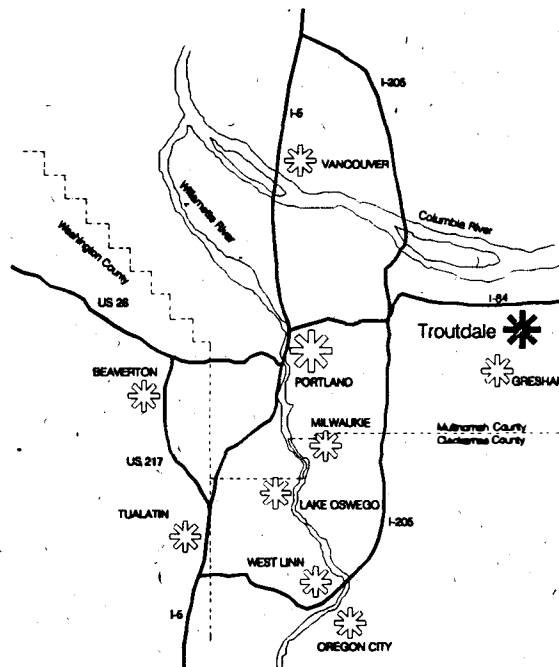 I-205
I-5
VANCOUVER
Willamette River
Columbia River
Washington County
US 26
I-84
Troutdale
BEAVERTON
PORTLAND
GRESHA
MILWAUKIE
Multnomah County
Clackamas County
US 217
LAKE OSWEGO
TUALATIN
I-205
WEST LINN
I-5
OREGON CITY